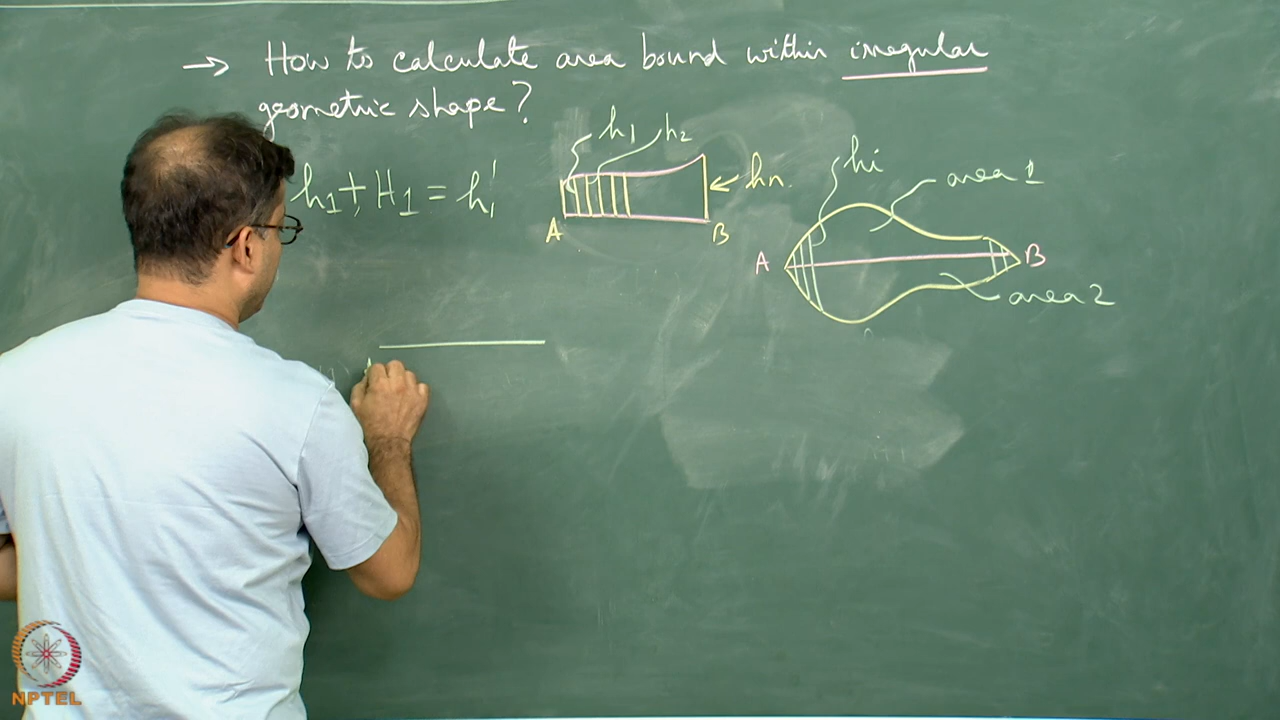 → How to calculate area bound within irregular
geometric shape?
h1 + H1 = h1'
h1 h2
hn.
A B
hi
area 1
A B
area 2
NPTEL